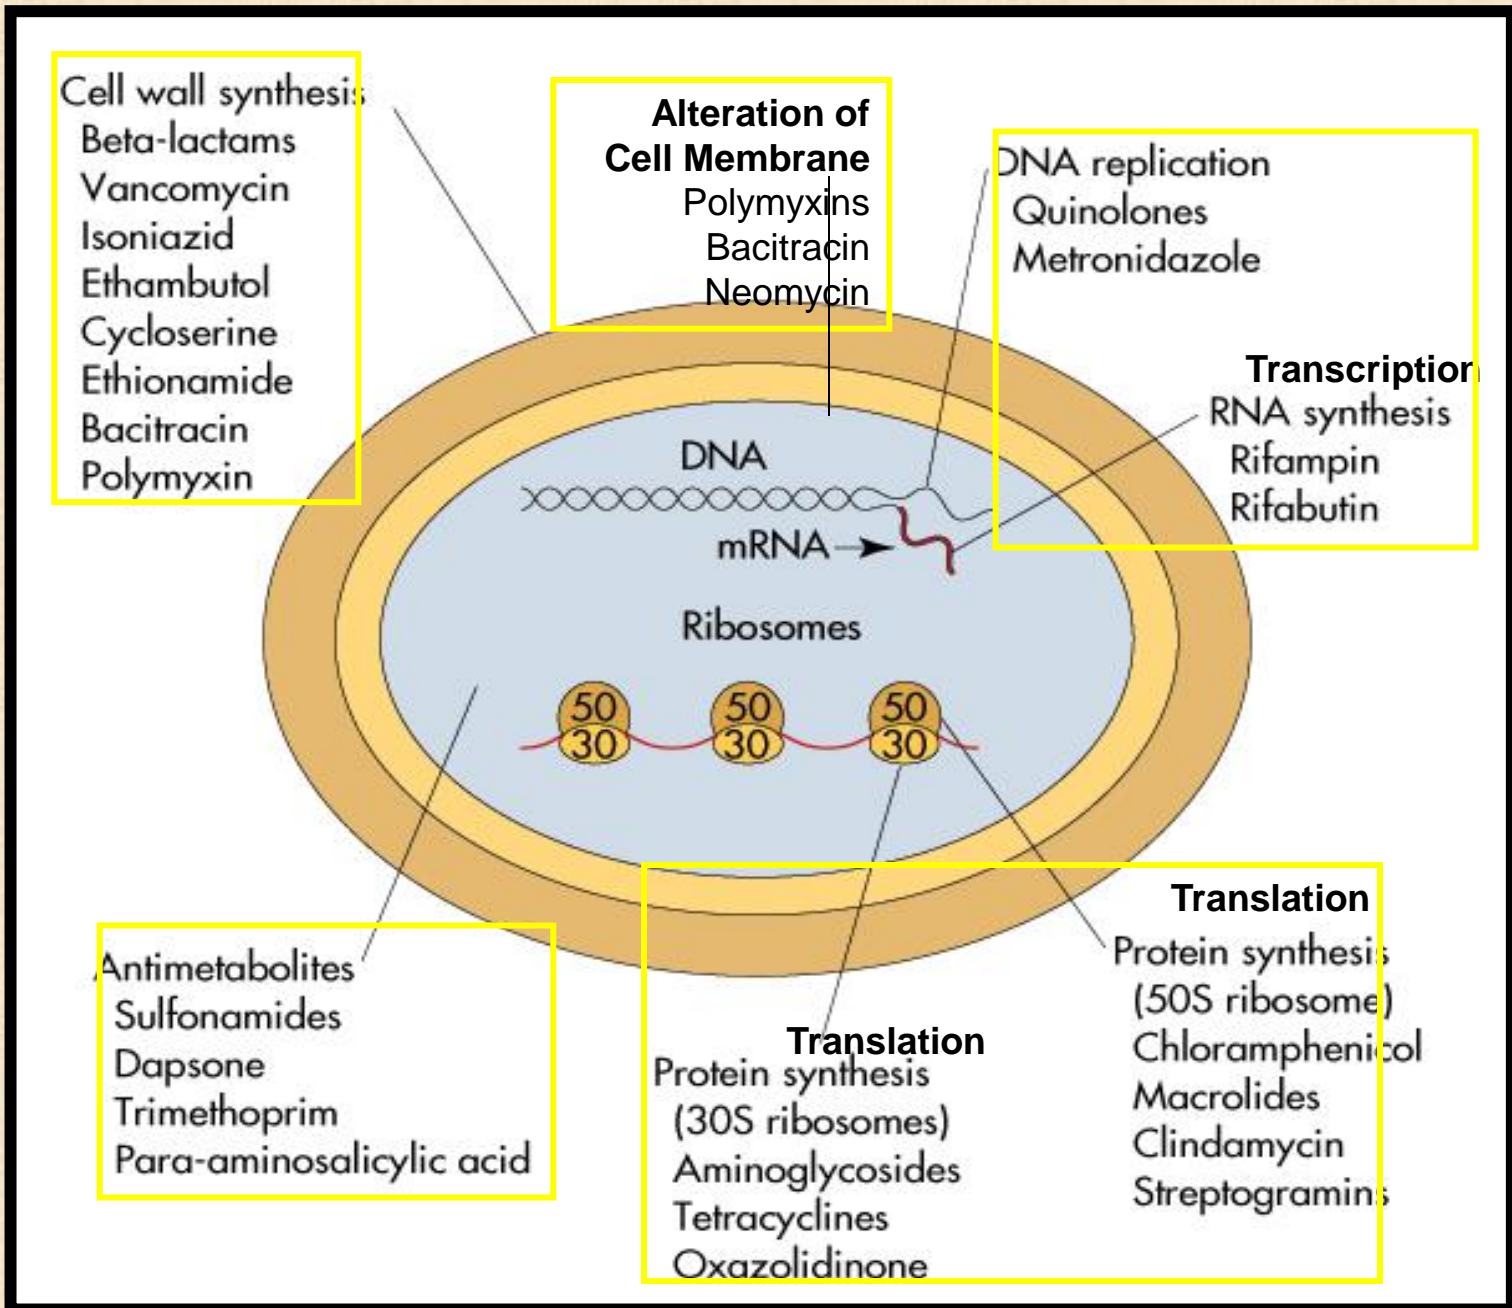 Cell wall synthesis
Beta-lactams
Vancomycin
Isoniazid
Ethambutol
Cycloserine
Ethionamide
Bacitracin
Polymyxin
Alteration of
Cell Membrane
Polymyxins
Bacitracin
Neomycin
DNA replication
Quinolones
Metronidazole
Transcription
RNA synthesis
Rifampin
Rifabutin
DNA
mRNA
Ribosomes
50 50 50
30 30 30
Antimetabolites
Sulfonamides
Dapsone
Trimethoprim
Para-aminosalicylic acid
Translation
Protein synthesis
(30S ribosomes)
Aminoglycosides
Tetracyclines
Oxazolidinone
Translation
Protein synthesis
(50S ribosome)
Chloramphenicol
Macrolides
Clindamycin
Streptogramins